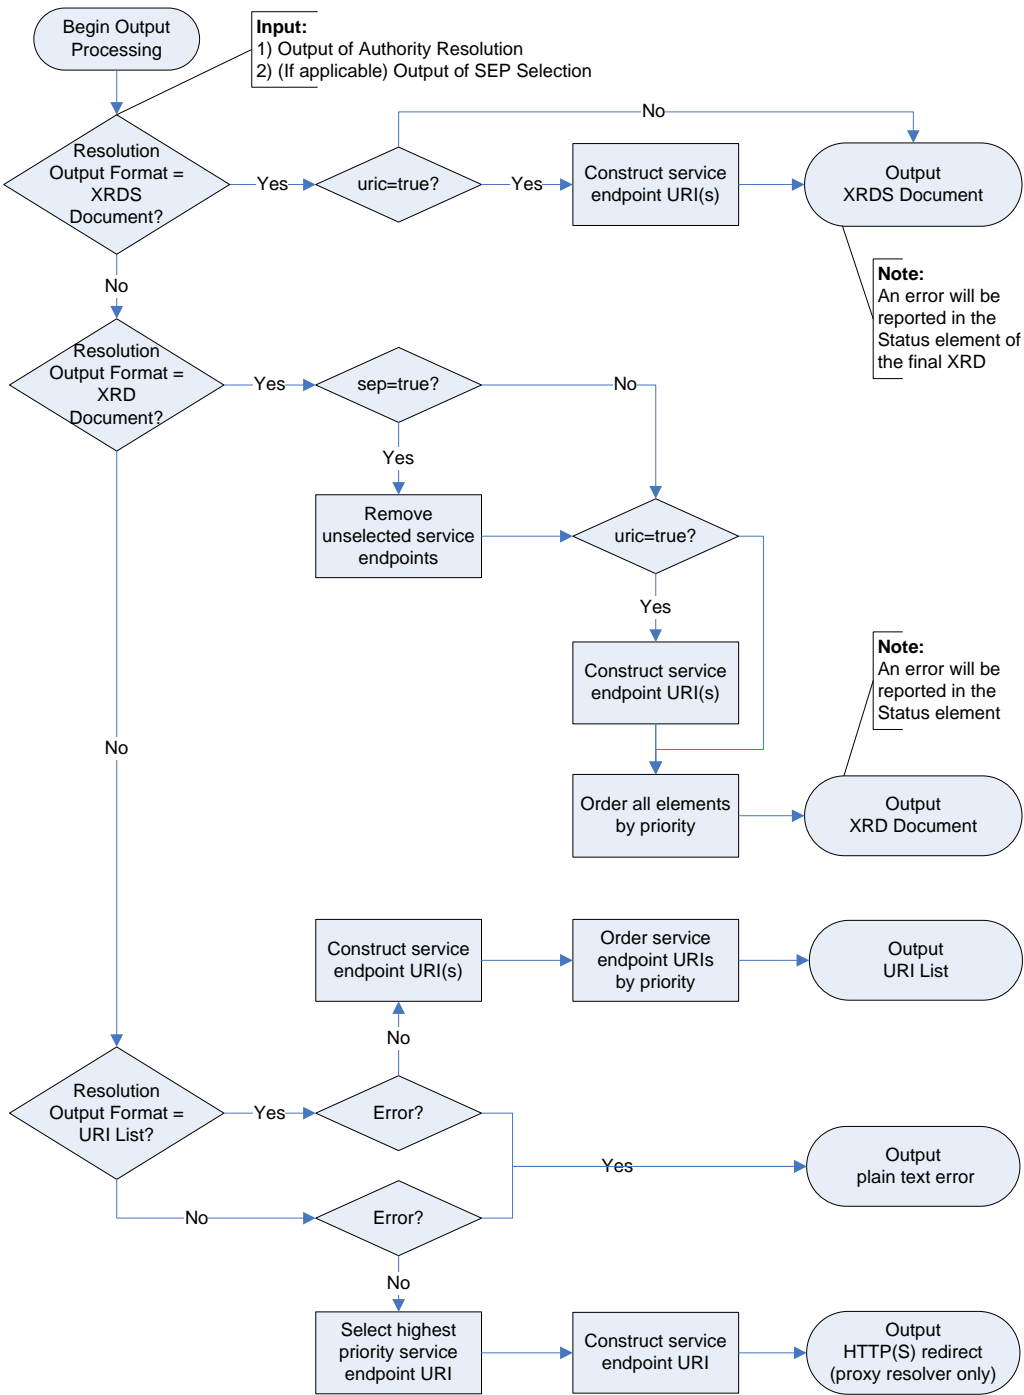 Begin Output
Processing
Input:
1) Output of Authority Resolution
2) (If applicable) Output of SEP Selection
Resolution
Output Format =
XRDS
Document?
Yes
uric=true?
No
Yes
Construct service
endpoint URI(s)
Output
XRDS Document
Note:
An error will be
reported in the
Status element of
the final XRD
No
Resolution
Output Format =
XRD
Document?
Yes
sep=true?
No
Yes
Remove
unselected service
endpoints
uric=true?
Yes
Construct service
endpoint URI(s)
Note:
An error will be
reported in the
Status element
No
Order all elements
by priority
Output
XRD Document
Construct service
endpoint URI(s)
Order service
endpoint URIs
by priority
Output
URI List
No
Resolution
Output Format =
URI List?
Yes
Error?
Yes
Output
plain text error
No
Error?
No
Select highest
priority service
endpoint URI
Construct service
endpoint URI
Output
HTTP(S) redirect
(proxy resolver only)